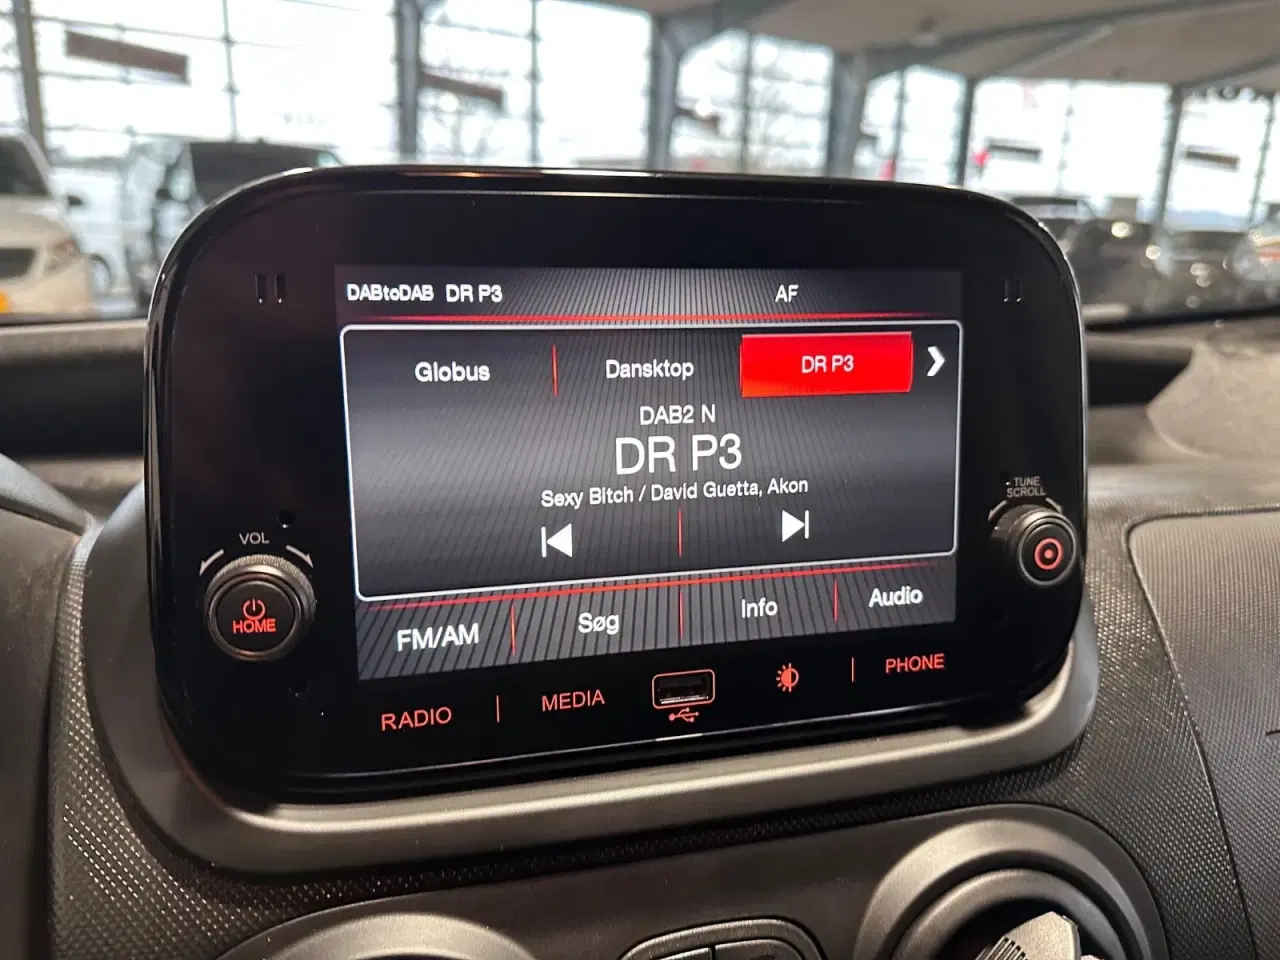 DABtoDAB DR P3 AF
Globus Dansktop DR P3
DAB2 N
DR P3
Sexy Bitch / David Guetta, Akon
FM/AM Søg Info Audio
VOL
HOME
TUNE
SCROLL
RADIO MEDIA PHONE